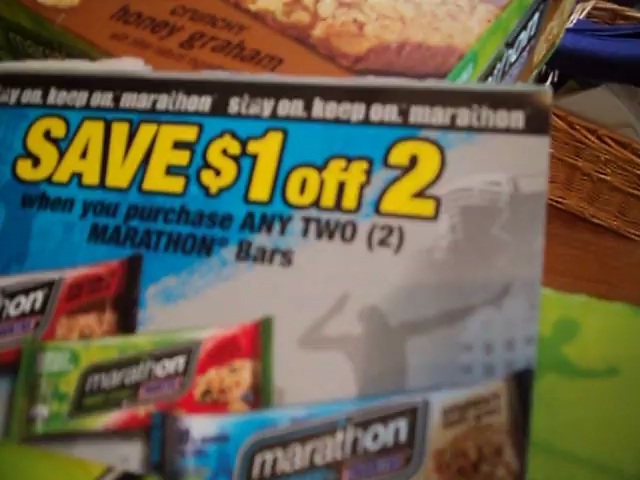 CRUNCHY
honey graham
stay on. keep on. marathon stay on. keep on. marathon
SAVE $1 off 2
when you purchase ANY TWO (2)
MARATHON® Bars
marathon
marathon